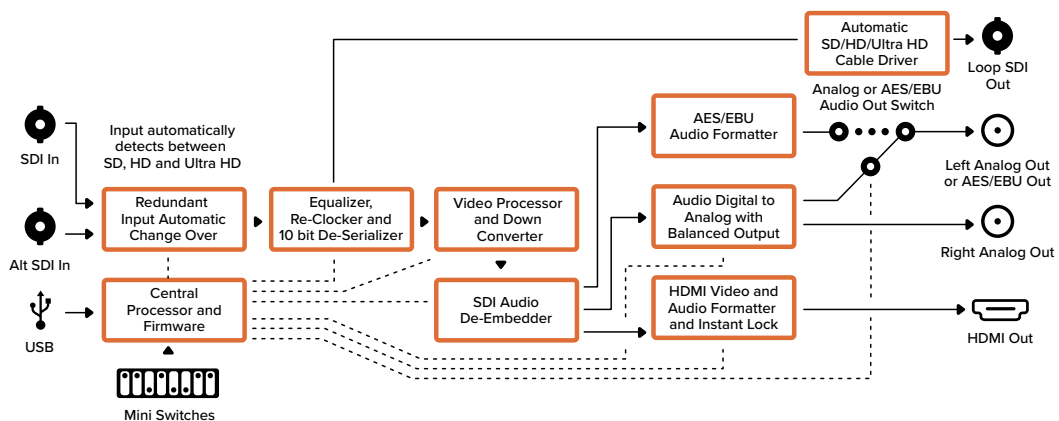 Automatic
SD/HD/Ultra HD
Cable Driver
Loop SDI
Out
Analog or AES/EBU
Audio Out Switch
SDI In
Input automatically
detects between
SD, HD and Ultra HD
AES/EBU
Audio Formatter
Left Analog Out
or AES/EBU Out
Alt SDI In
Redundant
Input Automatic
Change Over
Equalizer,
Re-Clocker and
10 bit De-Serializer
Video Processor
and Down
Converter
Audio Digital to
Analog with
Balanced Output
Right Analog Out
USB
Central
Processor and
Firmware
SDI Audio
De-Embedder
HDMI Video and
Audio Formatter
and Instant Lock
HDMI Out
Mini Switches